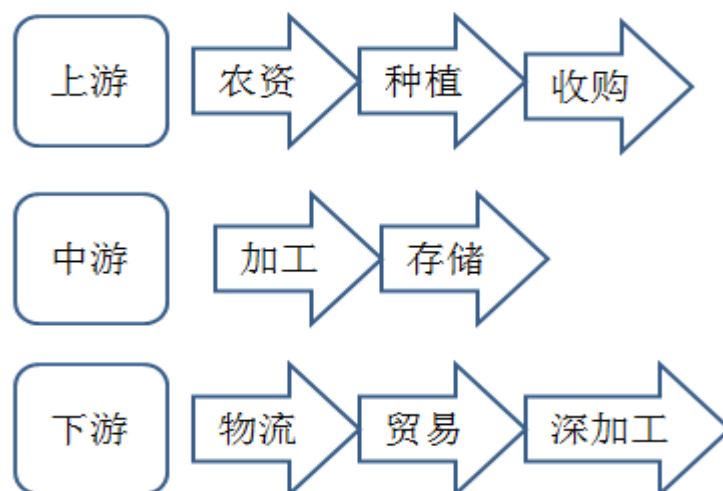 上游 农资 种植 收购
中游 加工 存储
下游 物流 贸易 深加工